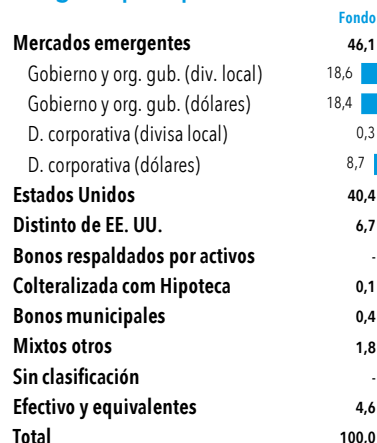 Fondo
Mercados emergentes 46,1
Gobierno y org. gub. (div. local) 18,6
Gobierno y org. gub. (dólares) 18,4
D. corporativa (divisa local) 0,3
D. corporativa (dólares) 8,7
Estados Unidos 40,4
Distinto de EE. UU. 6,7
Bonos respaldados por activos -
Colteralizada com Hipoteca 0,1
Bonos municipales 0,4
Mixtos otros 1,8
Sin clasificación -
Efectivo y equivalentes 4,6
Total 100,0